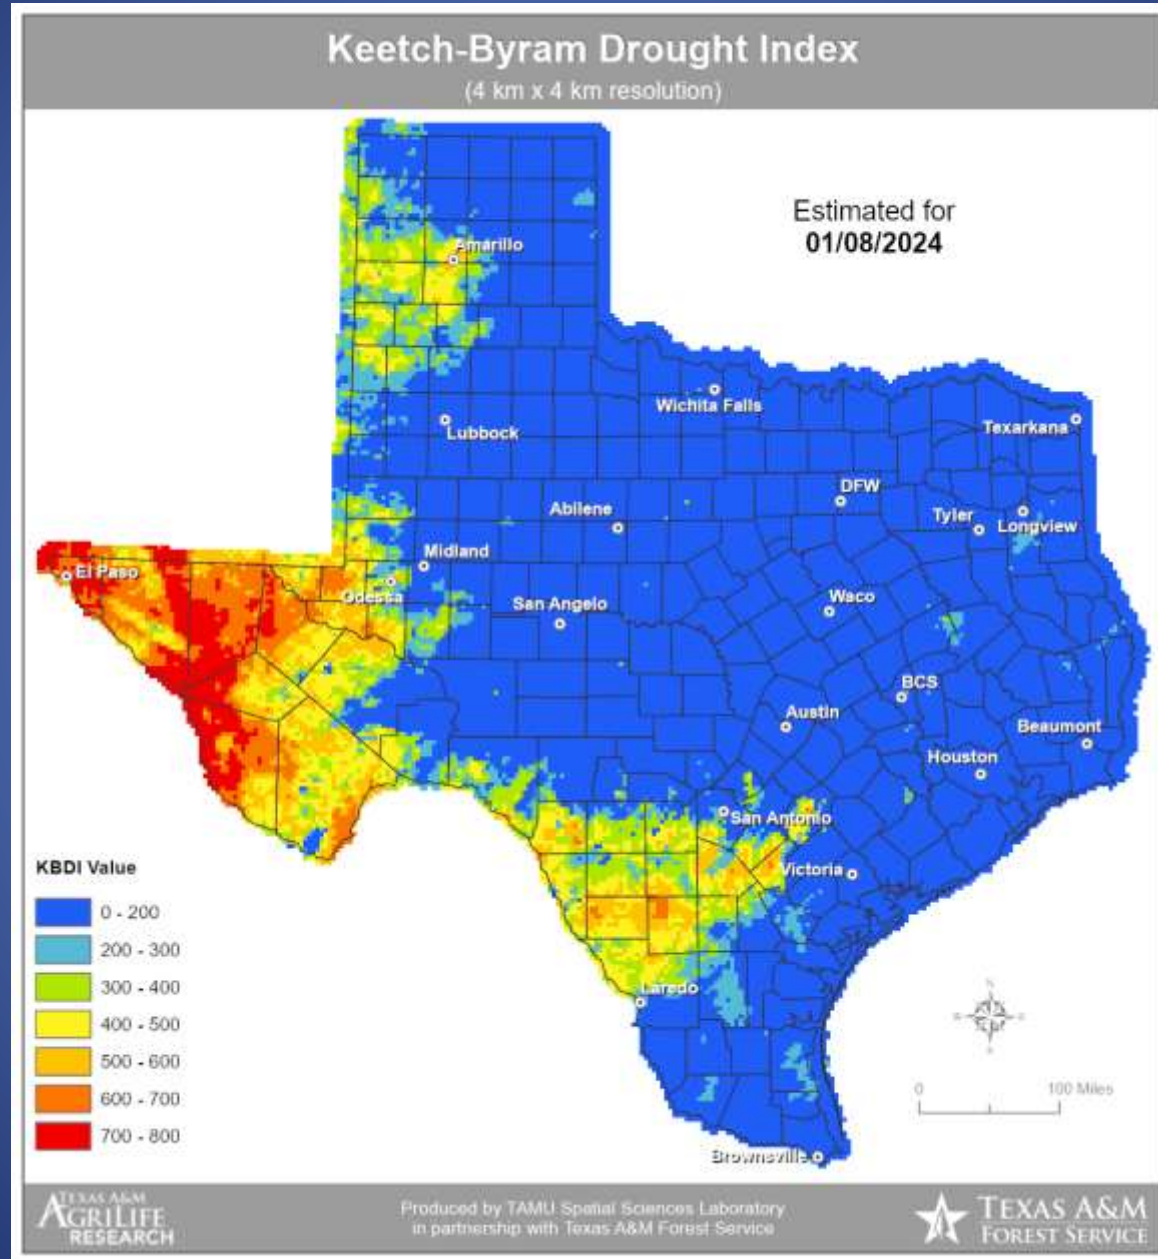 Keetch-Byram Drought Index
(4 km x 4 km resolution)
Estimated for
01/08/2024
Amarillo
Wichita Falls
Lubbock
Texarkana
DFW
Abilene
Tyler
Longview
Midland
El Paso
Odessa
San Angelo
Waco
BCS
Austin
Beaumont
Houston
San Antonio
Victoria
KBDI Value
0 - 200
200 - 300
300 - 400
400 - 500
500 - 600
600 - 700
700 - 800
Laredo
N
0 100 Miles
Brownsville
TEXAS A&M
AGRILIFE
RESEARCH
Produced by TAMU Spatial Sciences Laboratory
in partnership with Texas A&M Forest Service
TEXAS A&M
FOREST SERVICE